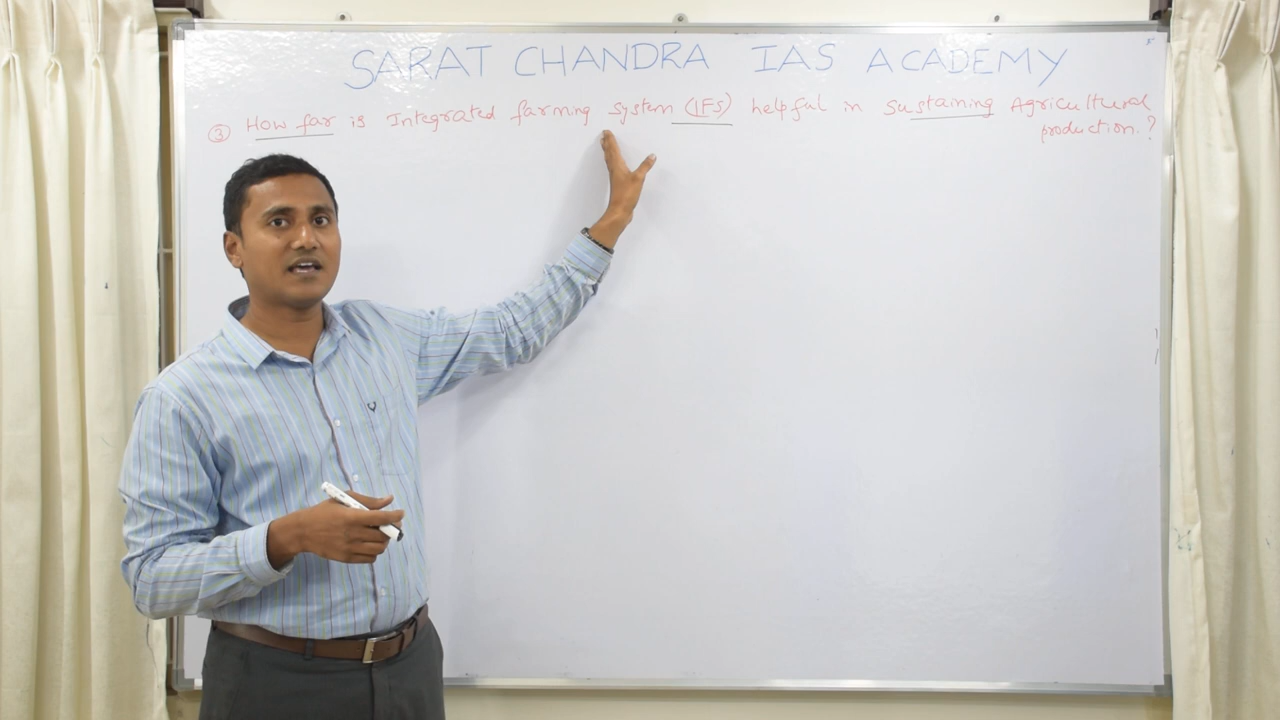 SARAT CHANDRA IAS ACADEMY
③ How far is Integrated farming system (IFS) helpful in sustaining Agricultural
production.?